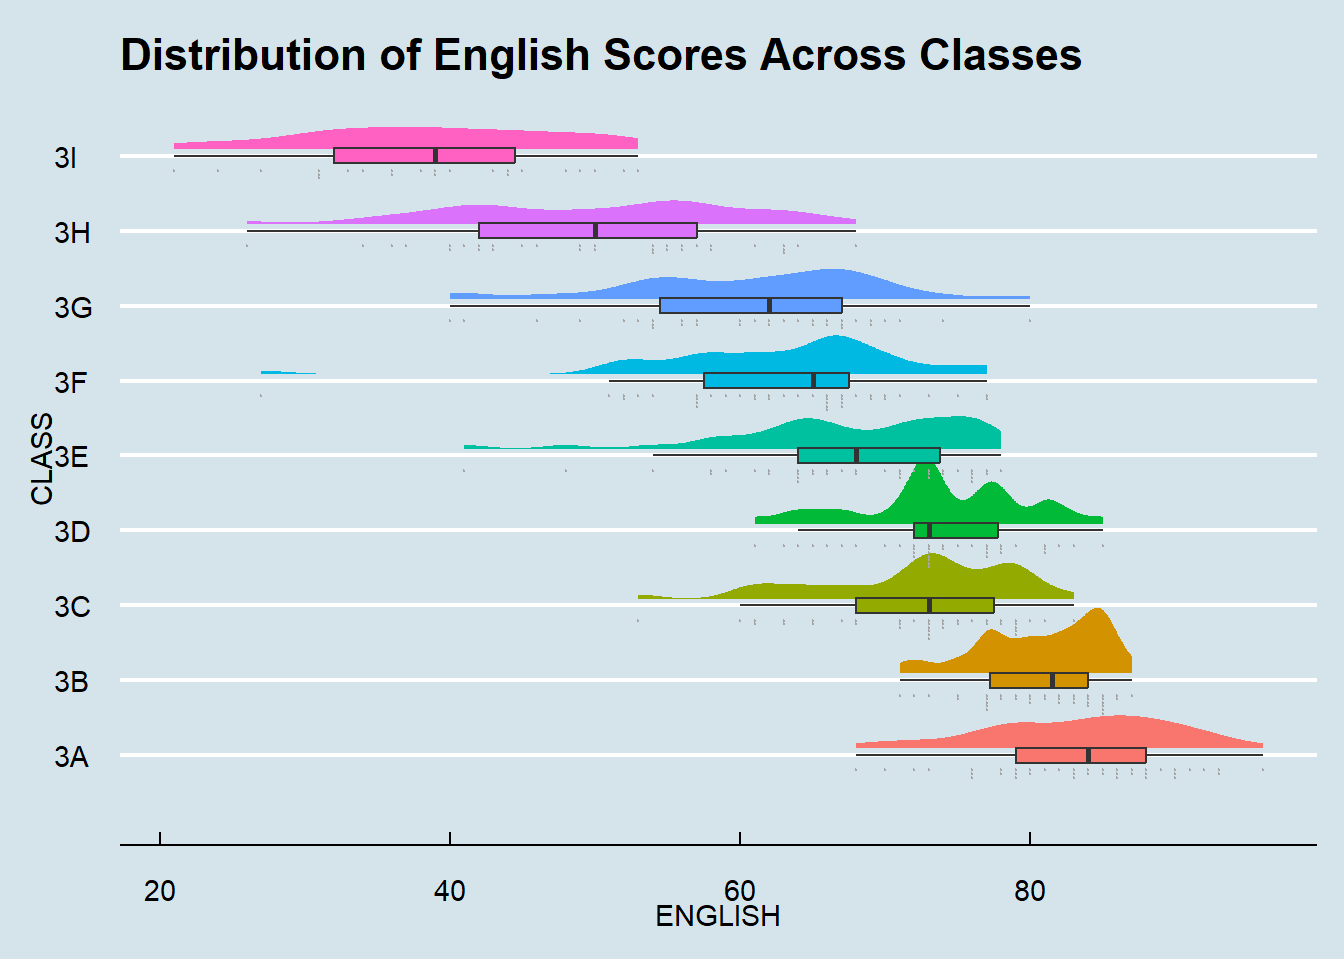 Distribution of English Scores Across Classes
3I
3H
3G
3F
3E
3D
3C
3B
3A
CLASS
20 40 60 80
ENGLISH